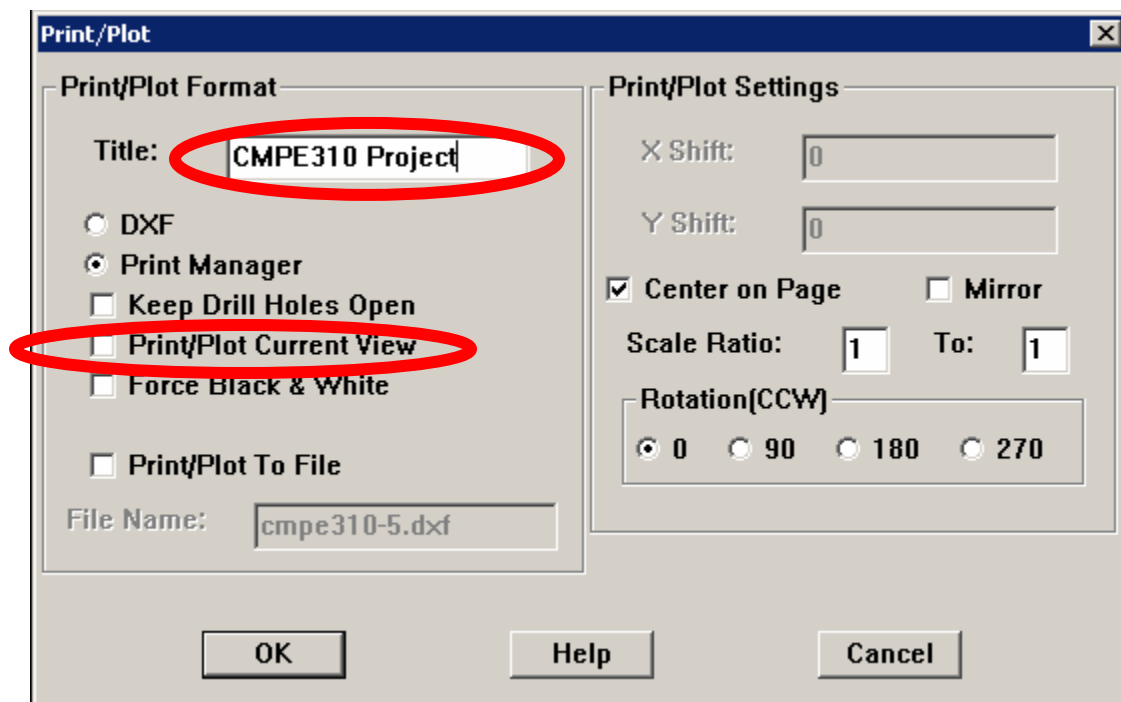 Print/Plot
Print/Plot Format
Title: CMPE310 Project
DXF
Print Manager
Keep Drill Holes Open
Print/Plot Current View
Force Black & White
Print/Plot To File
File Name: cmpe310-5.dxf
Print/Plot Settings
X Shift: 0
Y Shift: 0
Center on Page Mirror
Scale Ratio: 1 To: 1
Rotation(CCW)
0 90 180 270
OK Help Cancel